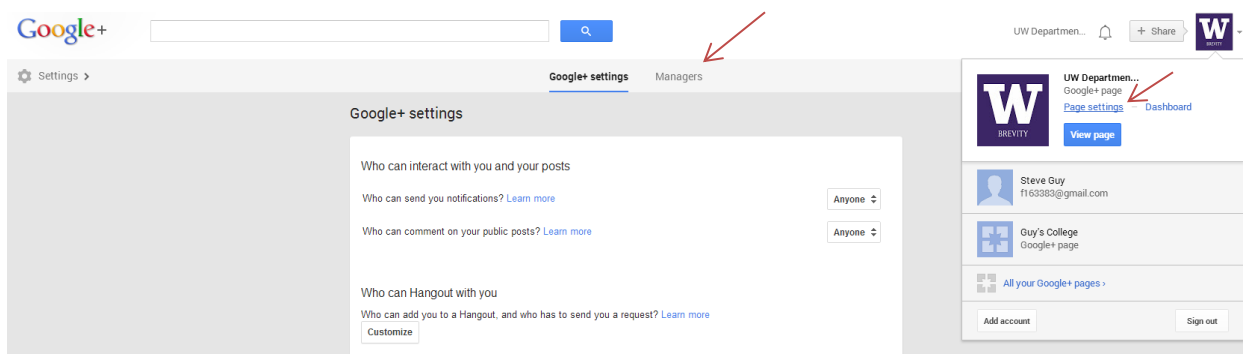 Google+
UW Departmen...
+ Share
W
BREVITY
Settings >
Google+ settings
Managers
UW Departmen...
Google+ page
Page settings – Dashboard
View page
W
BREVITY
Google+ settings
Who can interact with you and your posts
Who can send you notifications? Learn more
Anyone
Who can comment on your public posts? Learn more
Anyone
Who can Hangout with you
Who can add you to a Hangout, and who has to send you a request? Learn more
Customize
Steve Guy
f163383@gmail.com
Guy's College
Google+ page
All your Google+ pages ›
Add account
Sign out